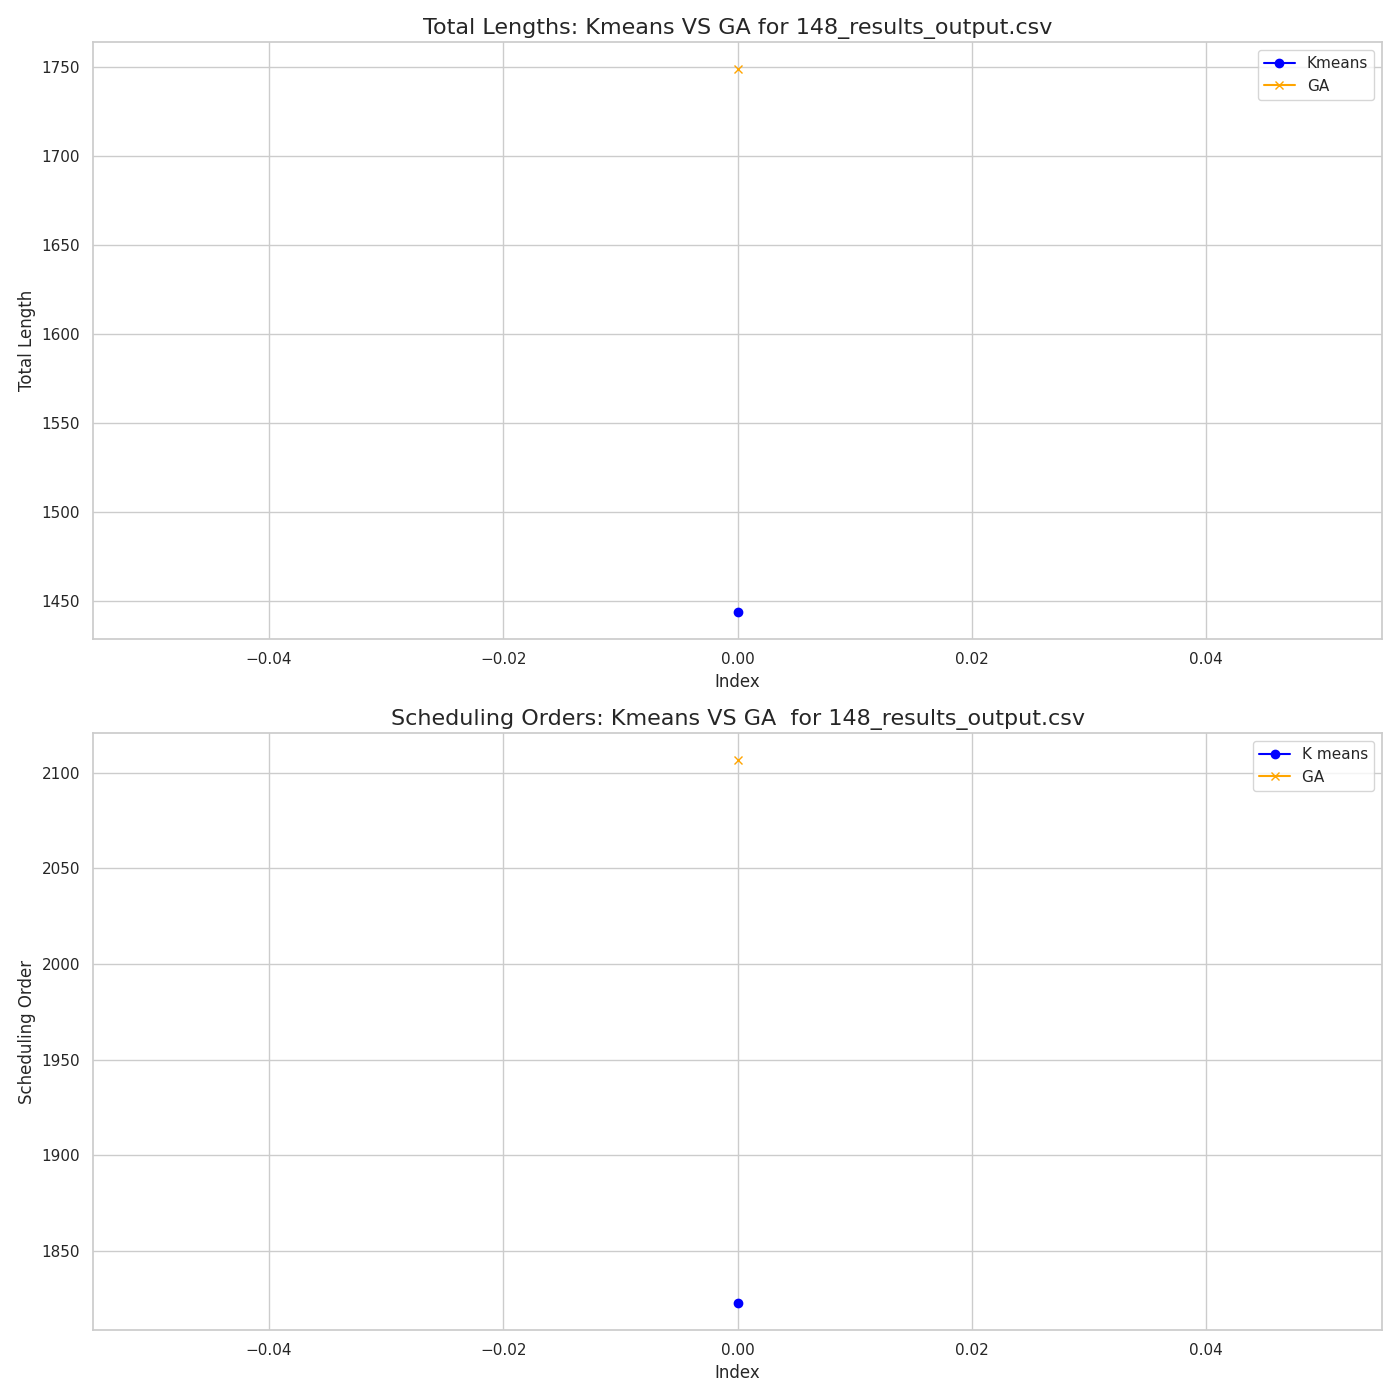 Total Lengths: Kmeans VS GA for 148_results_output.csv
Kmeans
GA
1750
1700
1650
1600
1550
1500
1450
Total Length
−0.04
−0.02
0.00
0.02
0.04
Index
Scheduling Orders: Kmeans VS GA  for 148_results_output.csv
K means
GA
2100
2050
2000
1950
1900
1850
Scheduling Order
−0.04
−0.02
0.00
0.02
0.04
Index